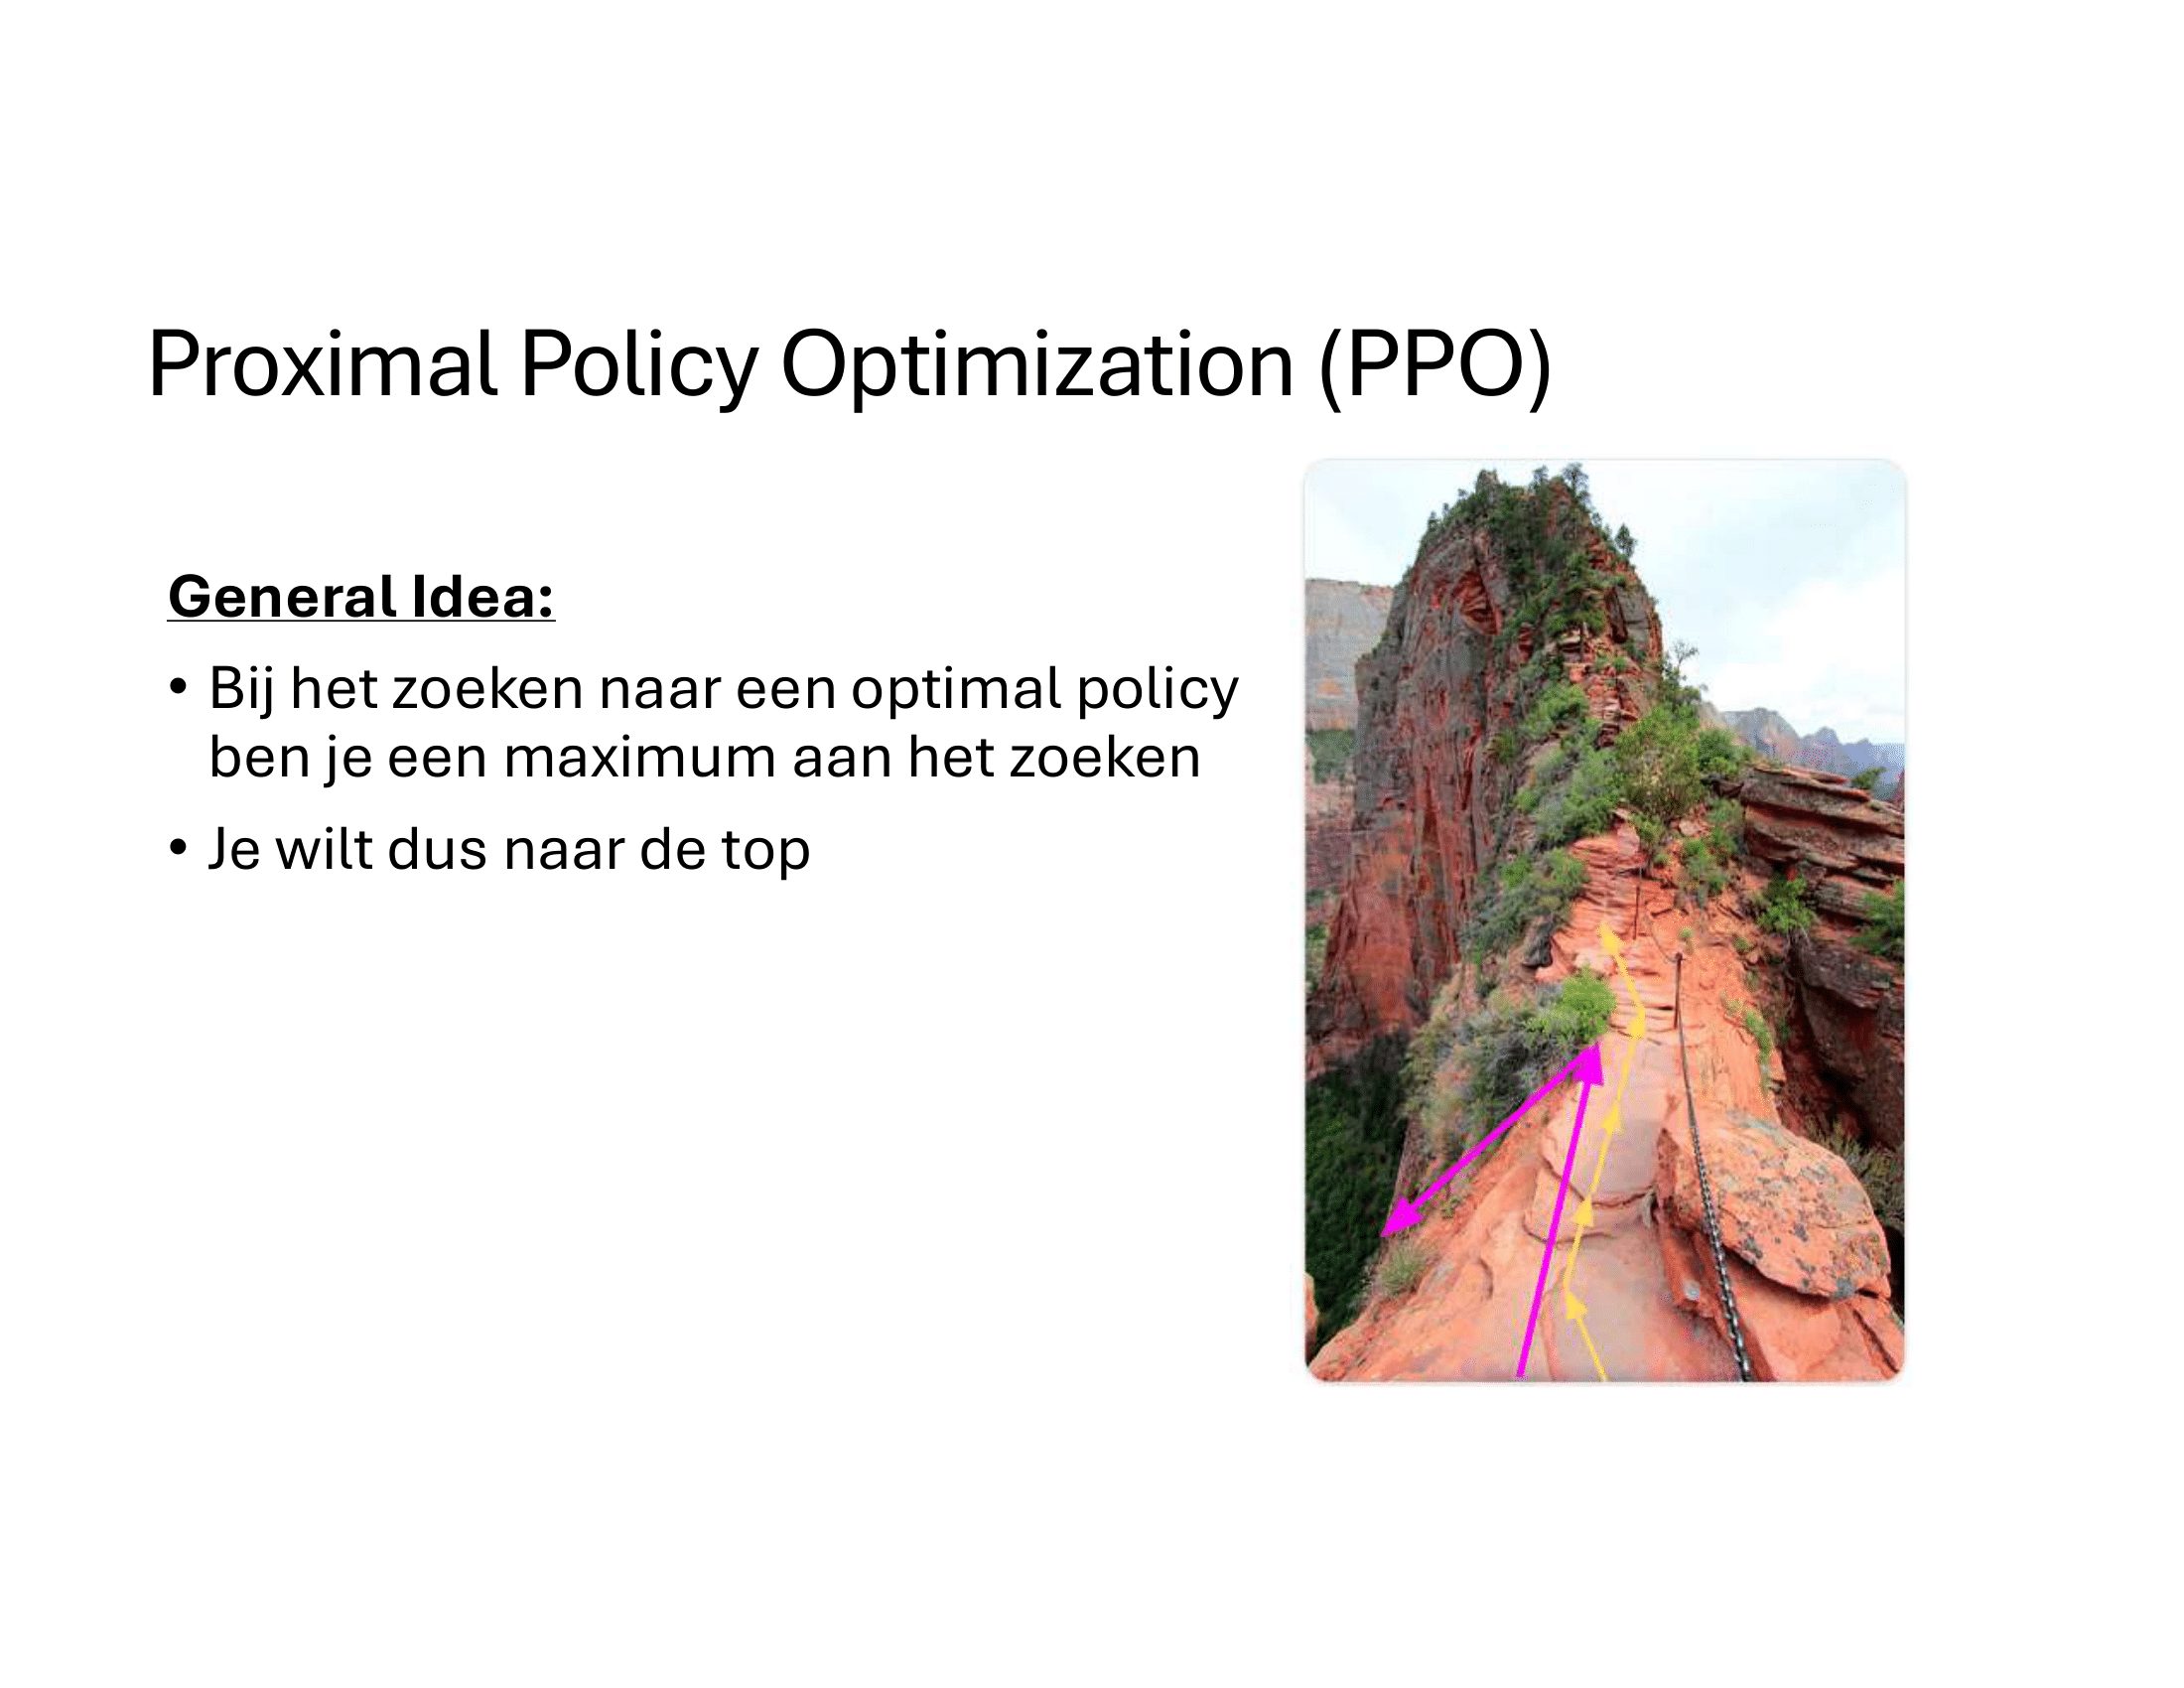 Proximal Policy Optimization (PPO)
General Idea:
• Bij het zoeken naar een optimal policy
ben je een maximum aan het zoeken
• Je wilt dus naar de top